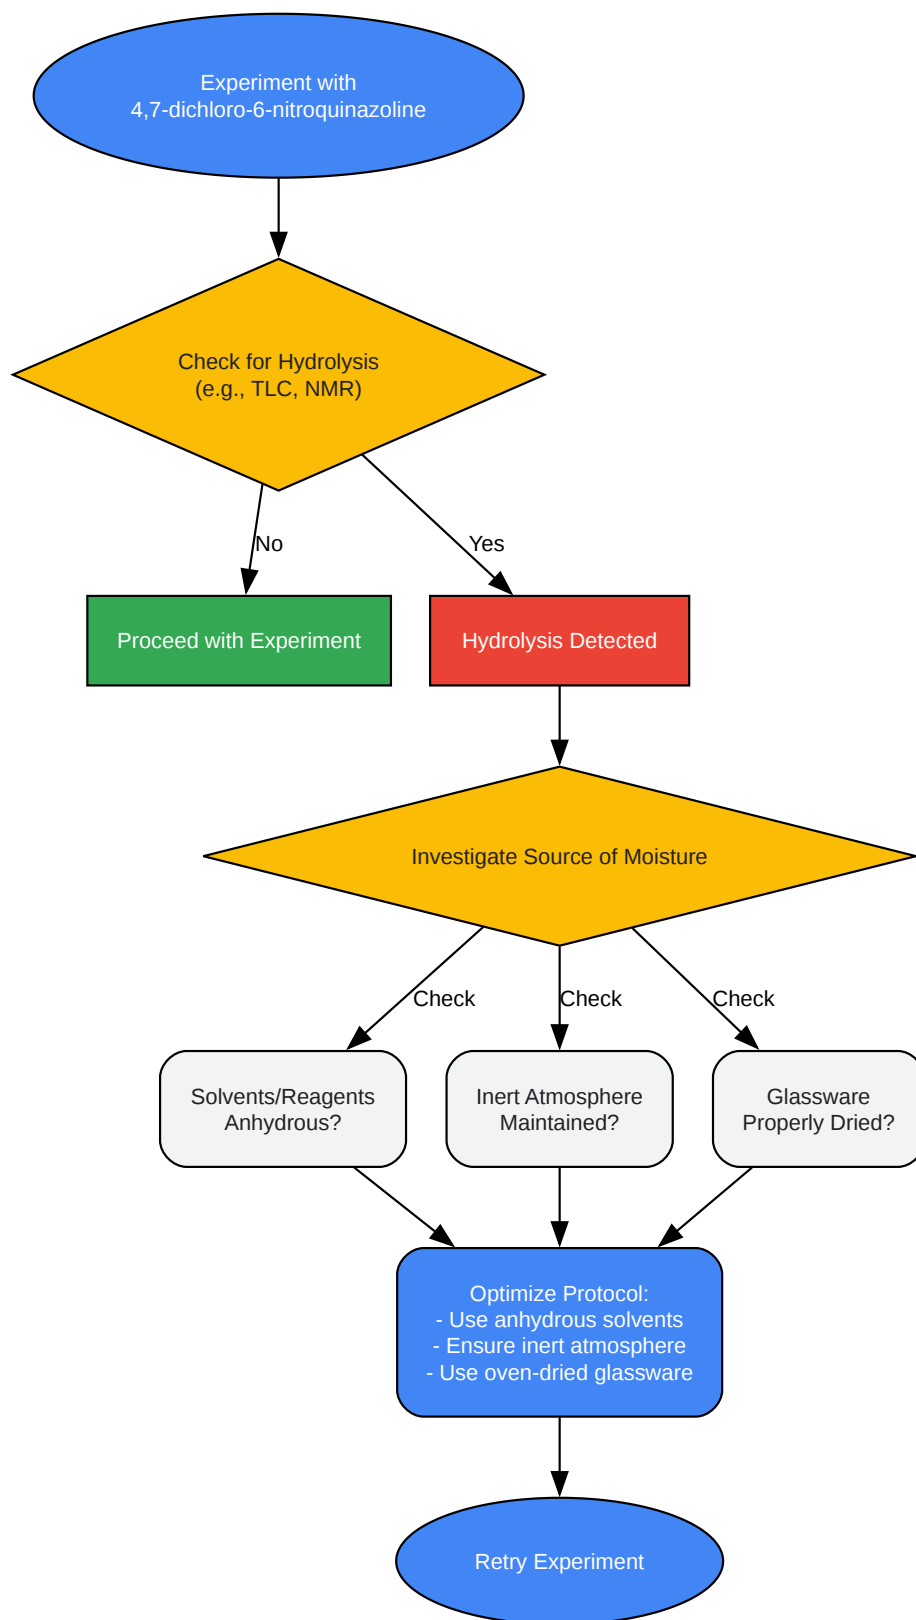 Experiment with
4,7-dichloro-6-nitroquinazoline
Check for Hydrolysis
(e.g., TLC, NMR)
No
Yes
Proceed with Experiment
Hydrolysis Detected
Investigate Source of Moisture
Check
Check
Check
Solvents/Reagents
Anhydrous?
Inert Atmosphere
Maintained?
Glassware
Properly Dried?
Optimize Protocol:
- Use anhydrous solvents
- Ensure inert atmosphere
- Use oven-dried glassware
Retry Experiment